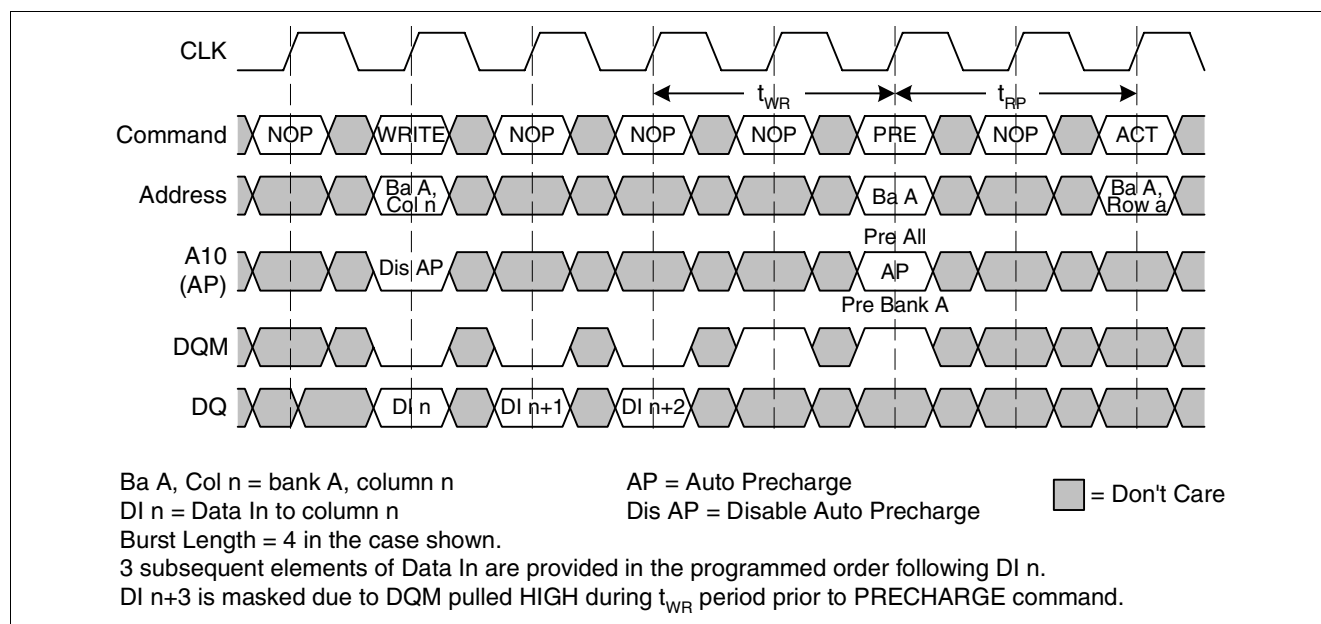 CLK
t_WR t_RP
Command NOP WRITE NOP NOP NOP PRE NOP ACT
Address Ba A, Col n Ba A Ba A, Row a
Pre All
A10 (AP) Dis AP AP
Pre Bank A
DQM
DQ DI n DI n+1 DI n+2
Ba A, Col n = bank A, column n AP = Auto Precharge = Don't Care
DI n = Data In to column n Dis AP = Disable Auto Precharge
Burst Length = 4 in the case shown.
3 subsequent elements of Data In are provided in the programmed order following DI n.
DI n+3 is masked due to DQM pulled HIGH during t_WR period prior to PRECHARGE command.